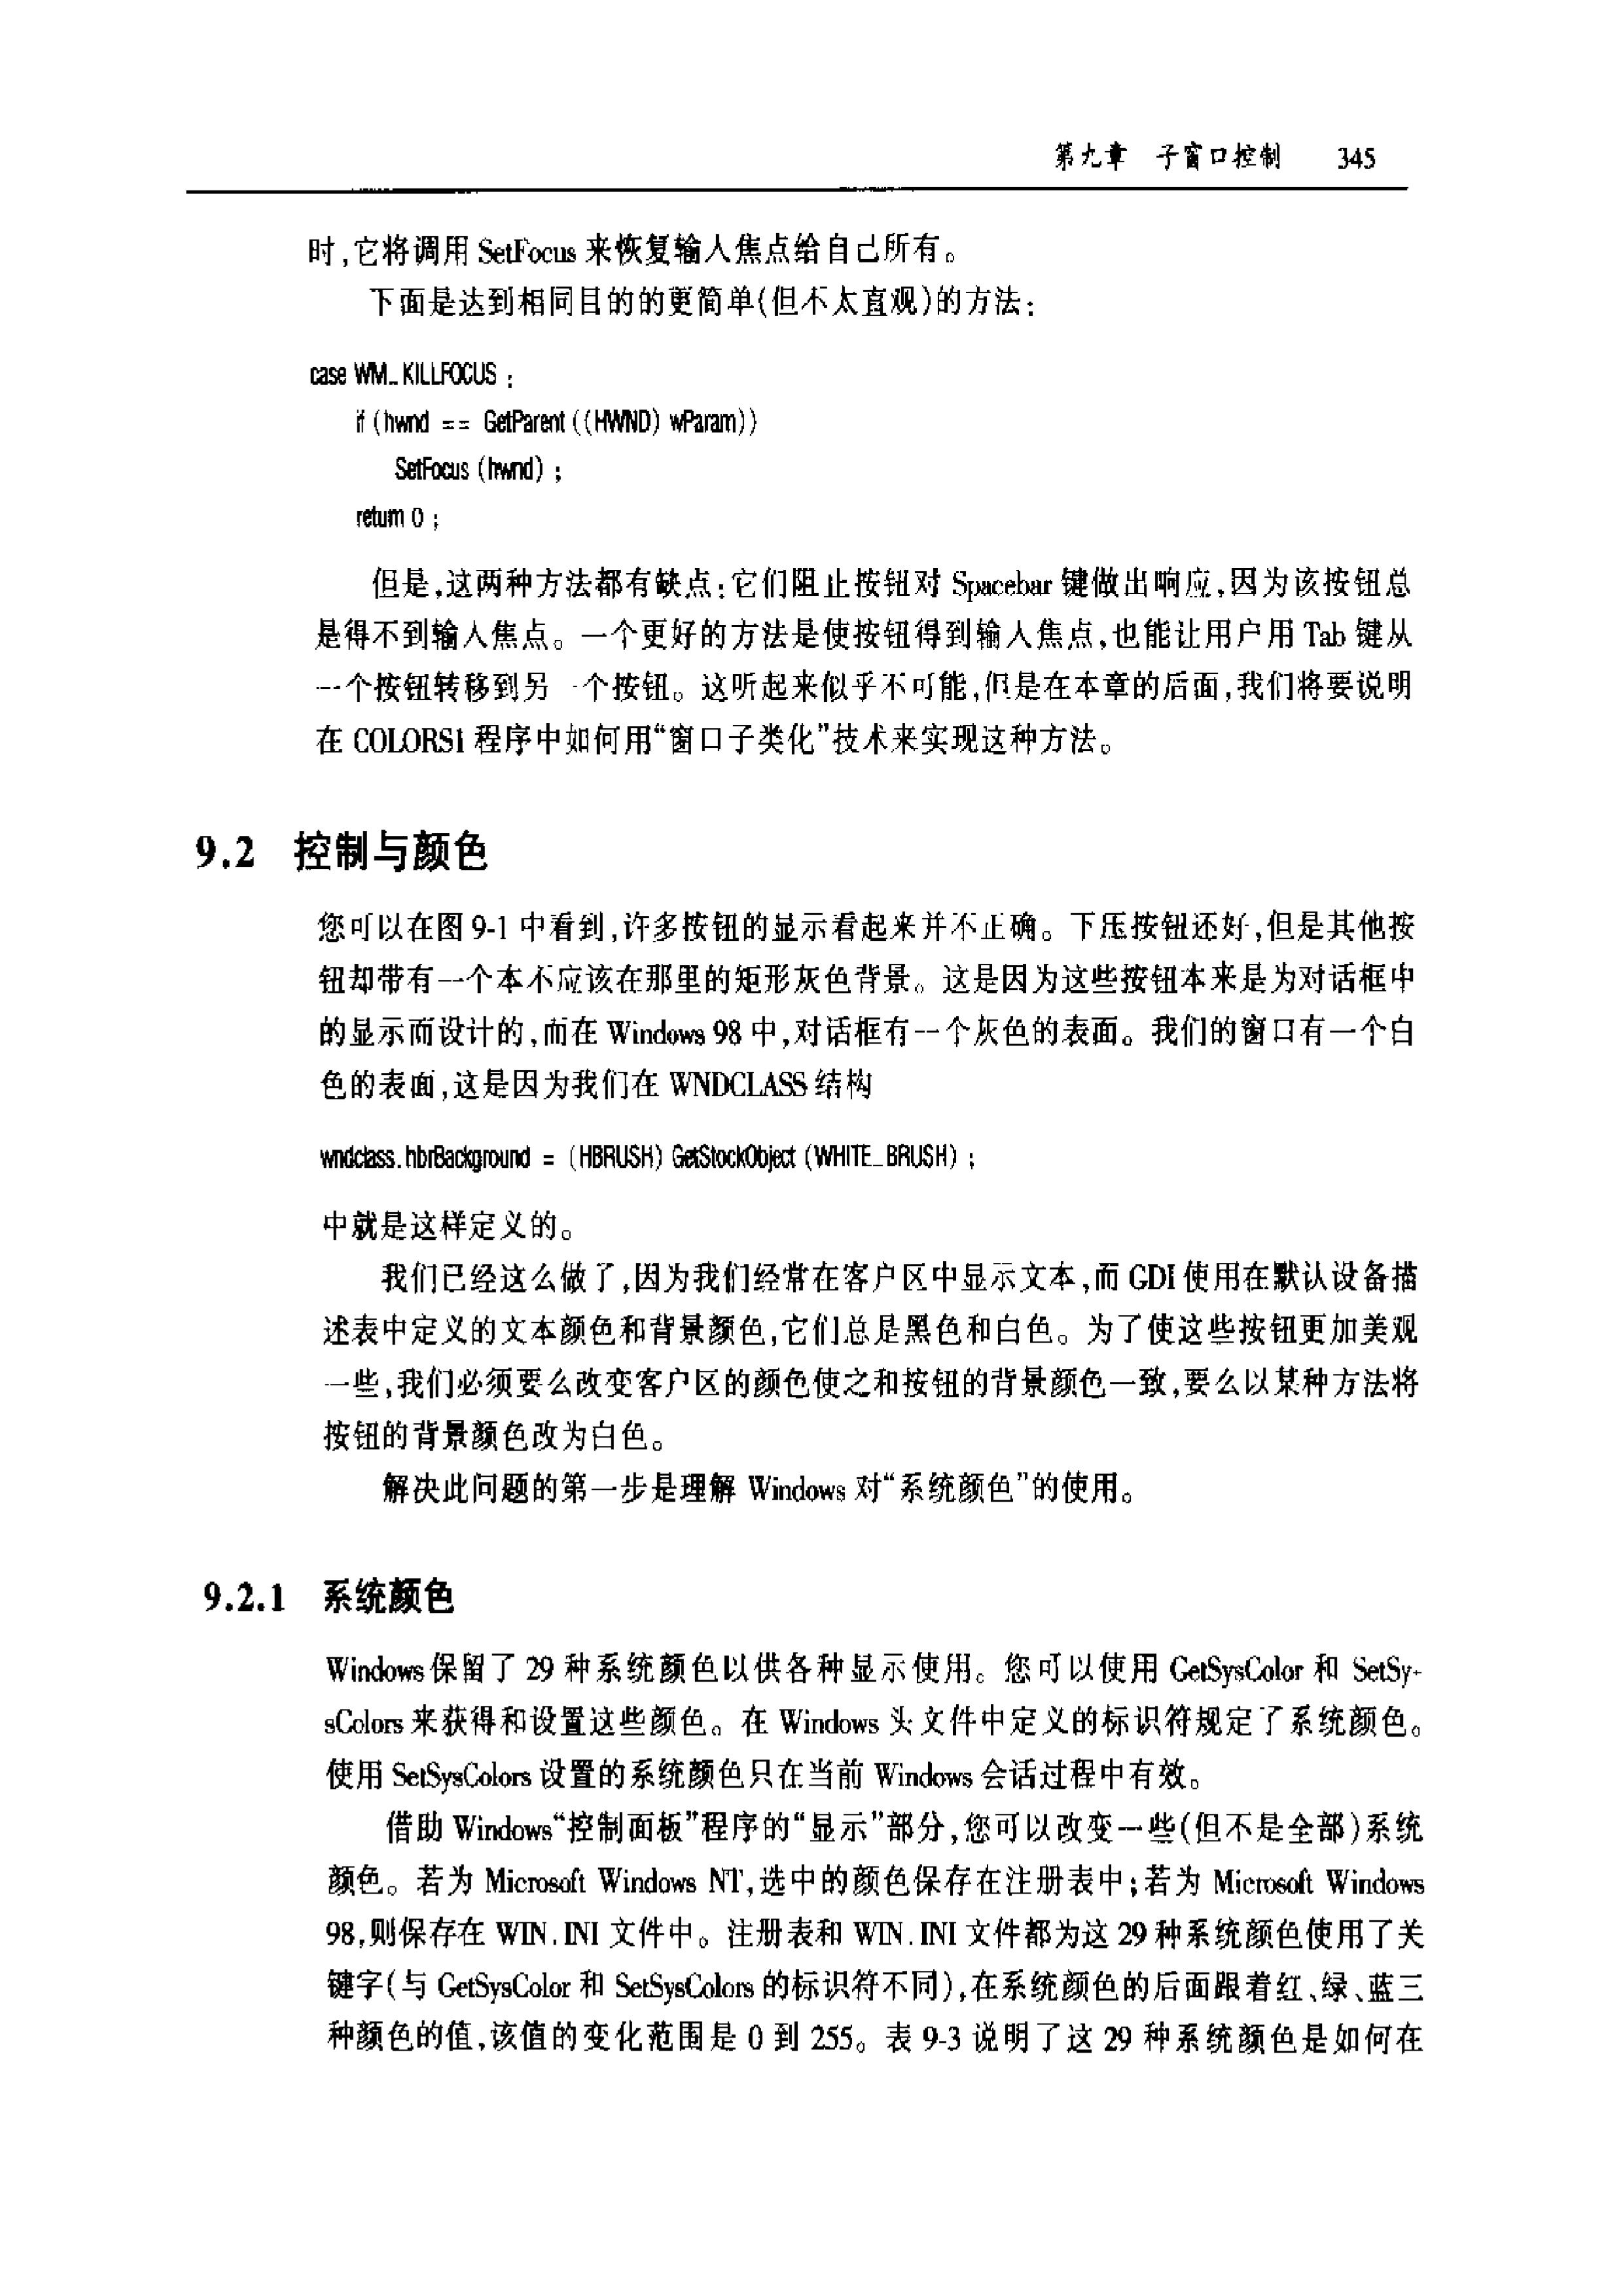 第九章 子窗口控制 345
时,它将调用 SetFocus 来恢复输入焦点给自己所有。
下面是达到相同目的的更简单(但不太直观)的方法:
case WM_KILLFOCUS ;
if (hwnd == GetParent ((HWND) wParam))
SetFocus (hwnd) ;
return 0 ;
但是,这两种方法都有缺点:它们阻止按钮对 Spacebar 键做出响应,因为该按钮总
是得不到输入焦点。一个更好的方法是使按钮得到输入焦点,也能让用户用 Tab 键从
一个按钮转移到另一个按钮。这听起来似乎不可能,但是在本章的后面,我们将要说明
在 COLORS1 程序中如何用“窗口子类化”技术来实现这种方法。
9.2 控制与颜色
您可以在图 9-1 中看到,许多按钮的显示看起来并不正确。下压按钮还好,但是其他按
钮却带有一个本不应该在那里的矩形灰色背景。这是因为这些按钮本来是为对话框中
的显示而设计的,而在 Windows 98 中,对话框有一个灰色的表面。我们的窗口有一个白
色的表面,这是因为我们在 WNDCLASS 结构
wndclass.hbrBackground = (HBRUSH) GetStockObject (WHITE_BRUSH) ;
中就是这样定义的。
我们已经这么做了,因为我们经常在客户区中显示文本,而 GDI 使用在默认设备描
述表中定义的文本颜色和背景颜色,它们总是黑色和白色。为了使这些按钮更加美观
一些,我们必须要么改变客户区的颜色使之和按钮的背景颜色一致,要么以某种方法将
按钮的背景颜色改为白色。
解决此问题的第一步是理解 Windows 对“系统颜色”的使用。
9.2.1 系统颜色
Windows 保留了 29 种系统颜色以供各种显示使用。您可以使用 GetSysColor 和 SetSy-
sColors 来获得和设置这些颜色。在 Windows 头文件中定义的标识符规定了系统颜色。
使用 SetSysColors 设置的系统颜色只在当前 Windows 会话过程中有效。
借助 Windows“控制面板”程序的“显示”部分,您可以改变一些(但不是全部)系统
颜色。若为 Microsoft Windows NT,选中的颜色保存在注册表中;若为 Microsoft Windows
98,则保存在 WIN.INI 文件中。注册表和 WIN.INI 文件都为这 29 种系统颜色使用了关
键字(与 GetSysColor 和 SetSysColors 的标识符不同),在系统颜色的后面跟着红、绿、蓝三
种颜色的值,该值的变化范围是 0 到 255。表 9-3 说明了这 29 种系统颜色是如何在